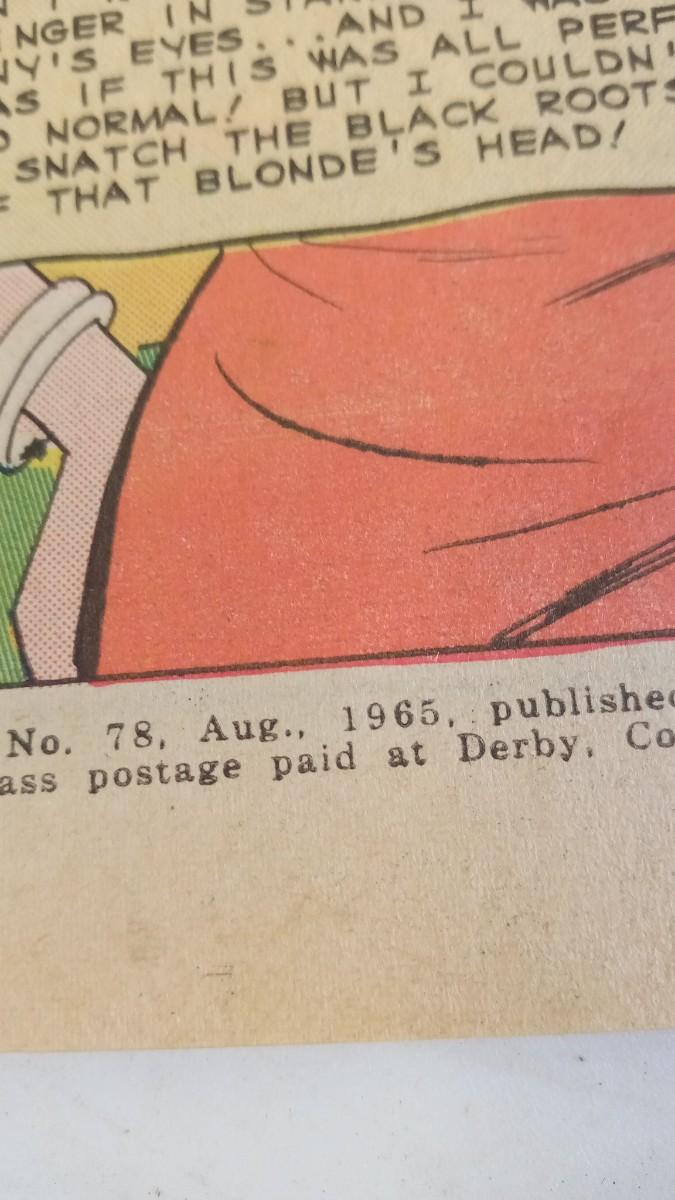 NGER IN
Y'S EYES...AND I
AS IF THIS WAS ALL PERF
NORMAL! BUT I COULDN'
SNATCH THE BLACK ROOTS
THAT BLONDE'S HEAD!
No. 78, Aug., 1965, published
ass postage paid at Derby, Co